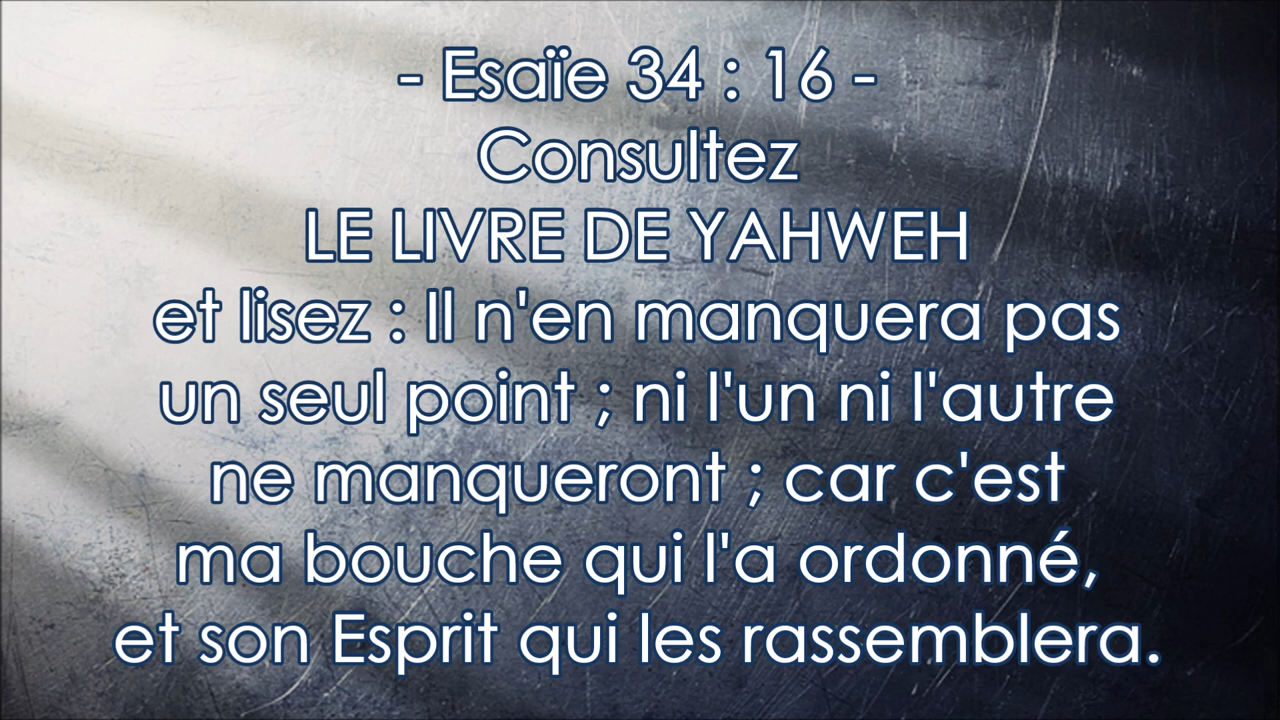 - Esaïe 34 : 16 -
Consultez
LE LIVRE DE YAHWEH
et lisez : Il n'en manquera pas
un seul point ; ni l'un ni l'autre
ne manqueront ; car c'est
ma bouche qui l'a ordonné,
et son Esprit qui les rassemblera.